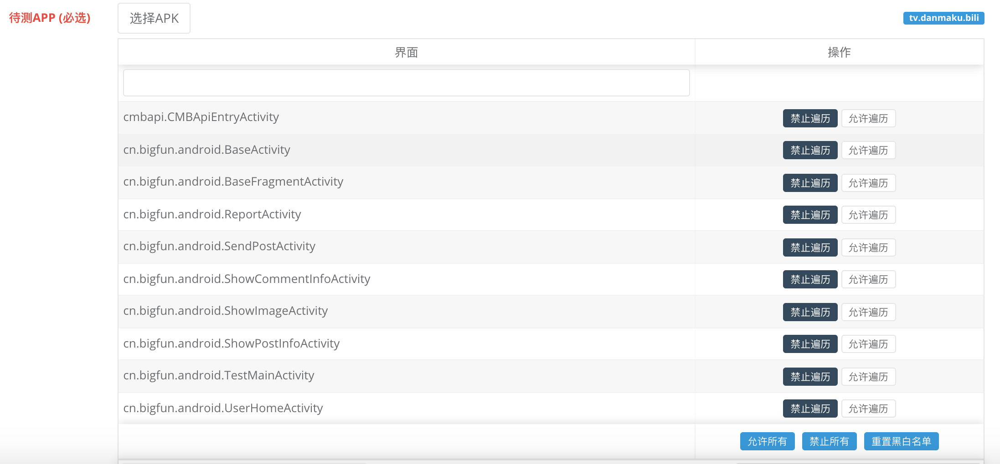 待测APP (必选) 选择APK tv.danmaku.bili
界面 操作
cmbapi.CMBApiEntryActivity 禁止遍历 允许遍历
cn.bigfun.android.BaseActivity 禁止遍历 允许遍历
cn.bigfun.android.BaseFragmentActivity 禁止遍历 允许遍历
cn.bigfun.android.ReportActivity 禁止遍历 允许遍历
cn.bigfun.android.SendPostActivity 禁止遍历 允许遍历
cn.bigfun.android.ShowCommentInfoActivity 禁止遍历 允许遍历
cn.bigfun.android.ShowImageActivity 禁止遍历 允许遍历
cn.bigfun.android.ShowPostInfoActivity 禁止遍历 允许遍历
cn.bigfun.android.TestMainActivity 禁止遍历 允许遍历
cn.bigfun.android.UserHomeActivity 禁止遍历 允许遍历
允许所有 禁止所有 重置黑白名单